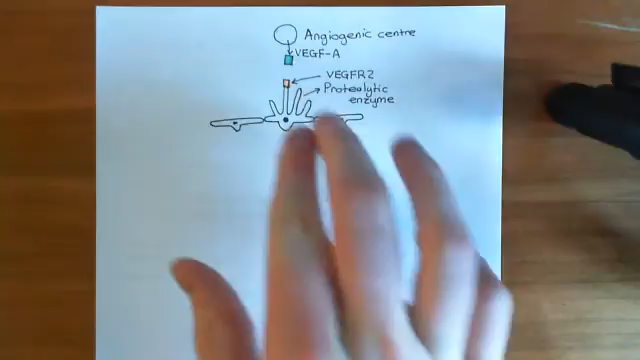 Angiogenic centre
VEGF-A
VEGFR2
Proteolytic
enzyme